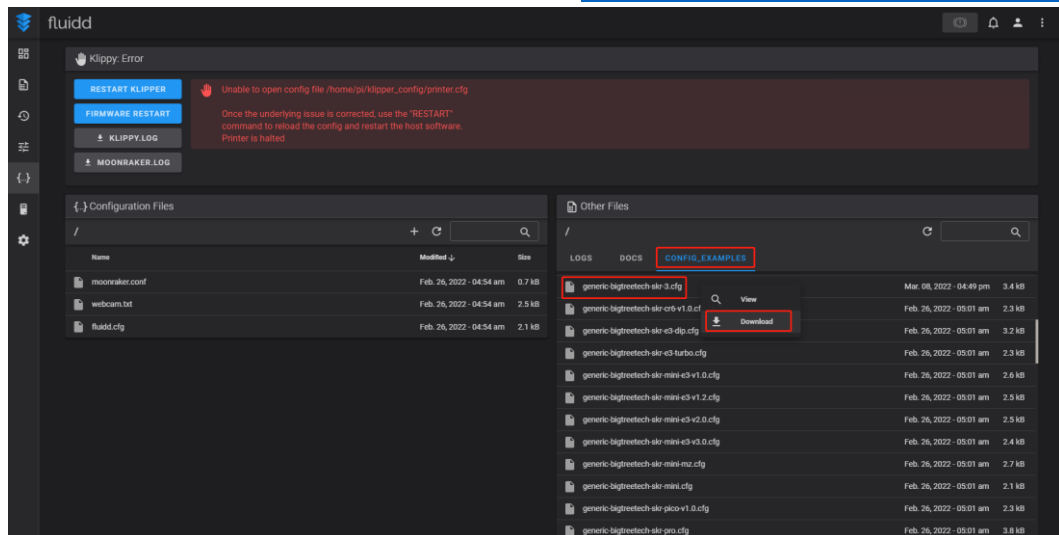 fluidd
Klippy: Error
RESTART KLIPPER
FIRMWARE RESTART
KLIPPY.LOG
MOONRAKER.LOG
Unable to open config file /home/pi/klipper_config/printer.cfg
Once the underlying issue is corrected, use the "RESTART"
command to reload the config and restart the host software.
Printer is halted
{..} Configuration Files
/
Name Modified Size
moonraker.conf Feb. 26, 2022 - 04:54 am 0.7 kB
webcam.txt Feb. 26, 2022 - 04:54 am 2.5 kB
fluidd.cfg Feb. 26, 2022 - 04:54 am 2.1 kB
Other Files
/
LOGS DOCS CONFIG_EXAMPLES
generic-bigtreetech-skr-3.cfg Mar. 08, 2022 - 04:49 pm 3.4 kB
View
generic-bigtreetech-skr-cr6-v1.0.cf Feb. 26, 2022 - 05:01 am 2.3 kB
Download
generic-bigtreetech-skr-e3-dip.cfg Feb. 26, 2022 - 05:01 am 3.2 kB
generic-bigtreetech-skr-e3-turbo.cfg Feb. 26, 2022 - 05:01 am 2.3 kB
generic-bigtreetech-skr-mini-e3-v1.0.cfg Feb. 26, 2022 - 05:01 am 2.6 kB
generic-bigtreetech-skr-mini-e3-v1.2.cfg Feb. 26, 2022 - 05:01 am 2.5 kB
generic-bigtreetech-skr-mini-e3-v2.0.cfg Feb. 26, 2022 - 05:01 am 2.5 kB
generic-bigtreetech-skr-mini-e3-v3.0.cfg Feb. 26, 2022 - 05:01 am 2.4 kB
generic-bigtreetech-skr-mini-mz.cfg Feb. 26, 2022 - 05:01 am 2.7 kB
generic-bigtreetech-skr-mini.cfg Feb. 26, 2022 - 05:01 am 2.1 kB
generic-bigtreetech-skr-pico-v1.0.cfg Feb. 26, 2022 - 05:01 am 2.3 kB
generic-bigtreetech-skr-pro.cfg Feb. 26, 2022 - 05:01 am 3.8 kB